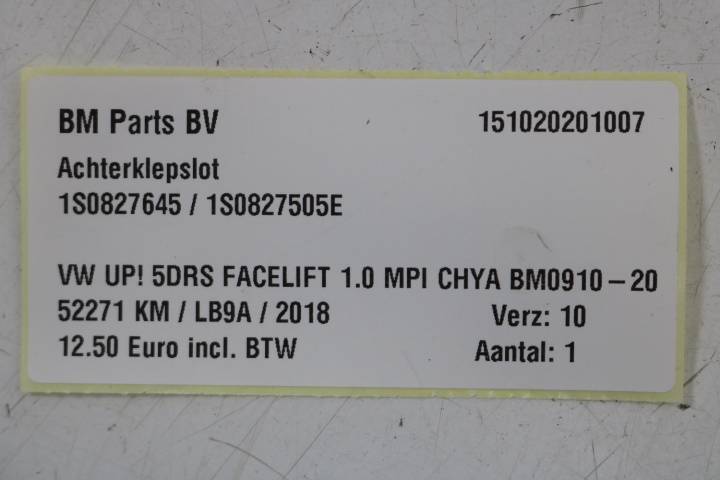 BM Parts BV 151020201007
Achterklepslot
1S0827645 / 1S0827505E
VW UP! 5DRS FACELIFT 1.0 MPI CHYA BM0910-20
52271 KM / LB9A / 2018 Verz: 10
12.50 Euro incl. BTW Aantal: 1